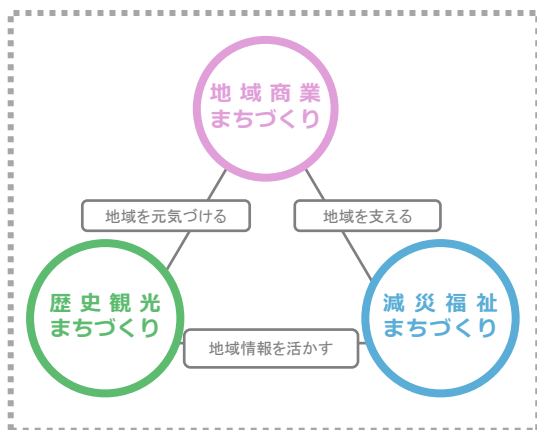 地域商業
まちづくり
地域を元気づける
地域を支える
歴史観光
まちづくり
減災福祉
まちづくり
地域情報を活かす